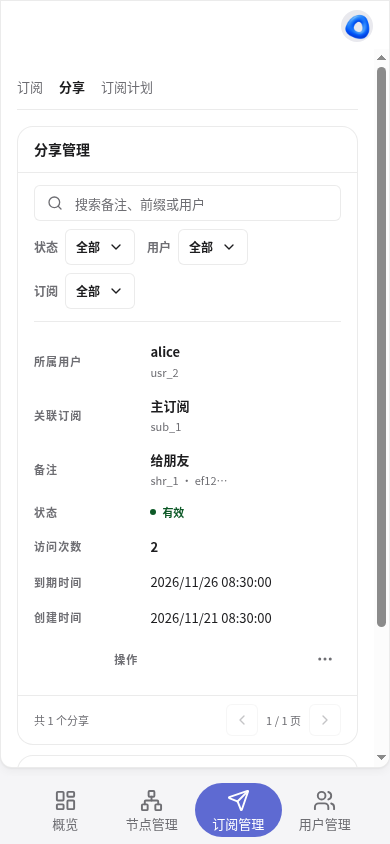 订阅 分享 订阅计划
分享管理
搜索备注、前缀或用户
状态 全部 用户 全部
订阅 全部
所属用户 alice
usr_2
关联订阅 主订阅
sub_1
备注 给朋友
shr_1 • ef12…
状态 有效
访问次数 2
到期时间 2026/11/26 08:30:00
创建时间 2026/11/21 08:30:00
操作 …
共 1 个分享 1 / 1 页
概览 节点管理 订阅管理 用户管理